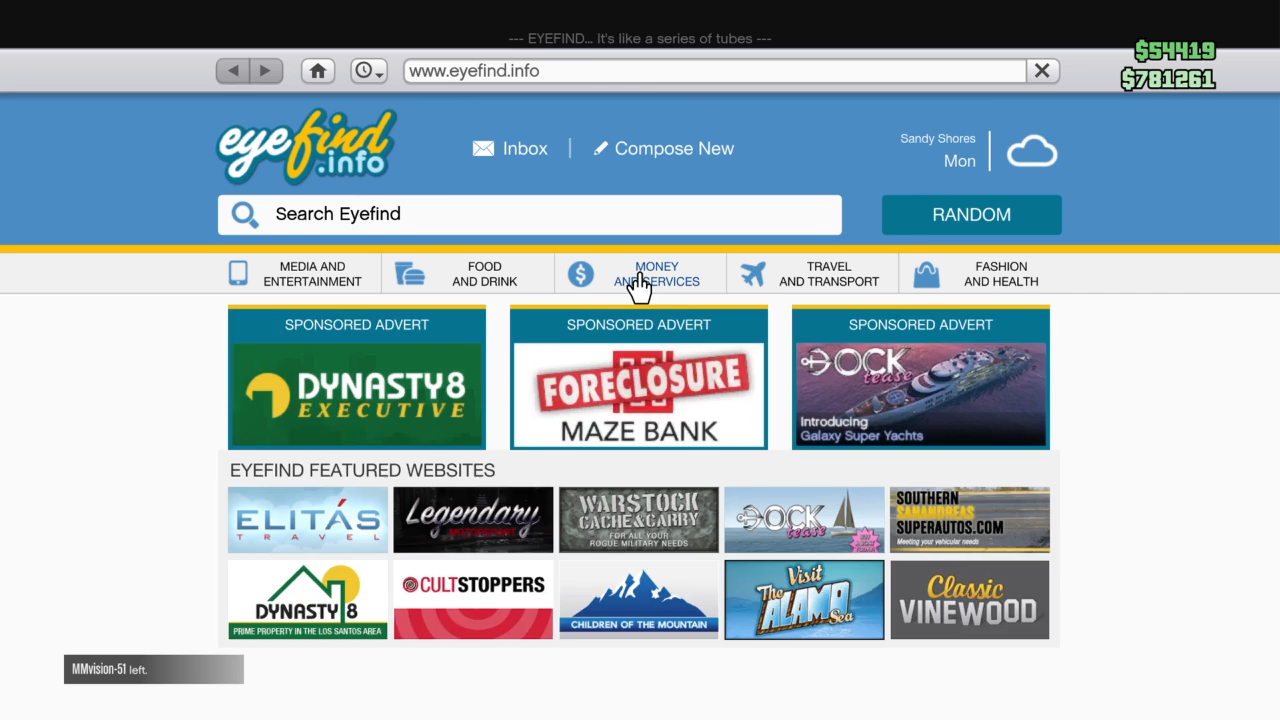 --- EYEFIND... It's like a series of tubes ---
$54419
www.eyefind.info
$781261
eyefind
.info
Inbox
Compose New
Sandy Shores
Mon
Search Eyefind
RANDOM
MEDIA AND
ENTERTAINMENT
FOOD
AND DRINK
MONEY
AND SERVICES
TRAVEL
AND TRANSPORT
FASHION
AND HEALTH
SPONSORED ADVERT
DYNASTY8
EXECUTIVE
SPONSORED ADVERT
FORECLOSURE
MAZE BANK
SPONSORED ADVERT
DOCK
tease
Introducing
Galaxy Super Yachts
EYEFIND FEATURED WEBSITES
ELITÁS
TRAVEL
Legendary
MOTORSPORT
WARSTOCK
CACHE&CARRY
FOR ALL YOUR
ROGUE MILITARY NEEDS
DOCK
tease
SOUTHERN
SANANDREAS
SUPERAUTOS.COM
Meeting your vehicular needs
DYNASTY 8
PRIME PROPERTY IN THE LOS SANTOS AREA
CULTSTOPPERS
CHILDREN OF THE MOUNTAIN
Visit
The
ALAMO
Sea
Classic
VINEWOOD
MMvision-51 left.